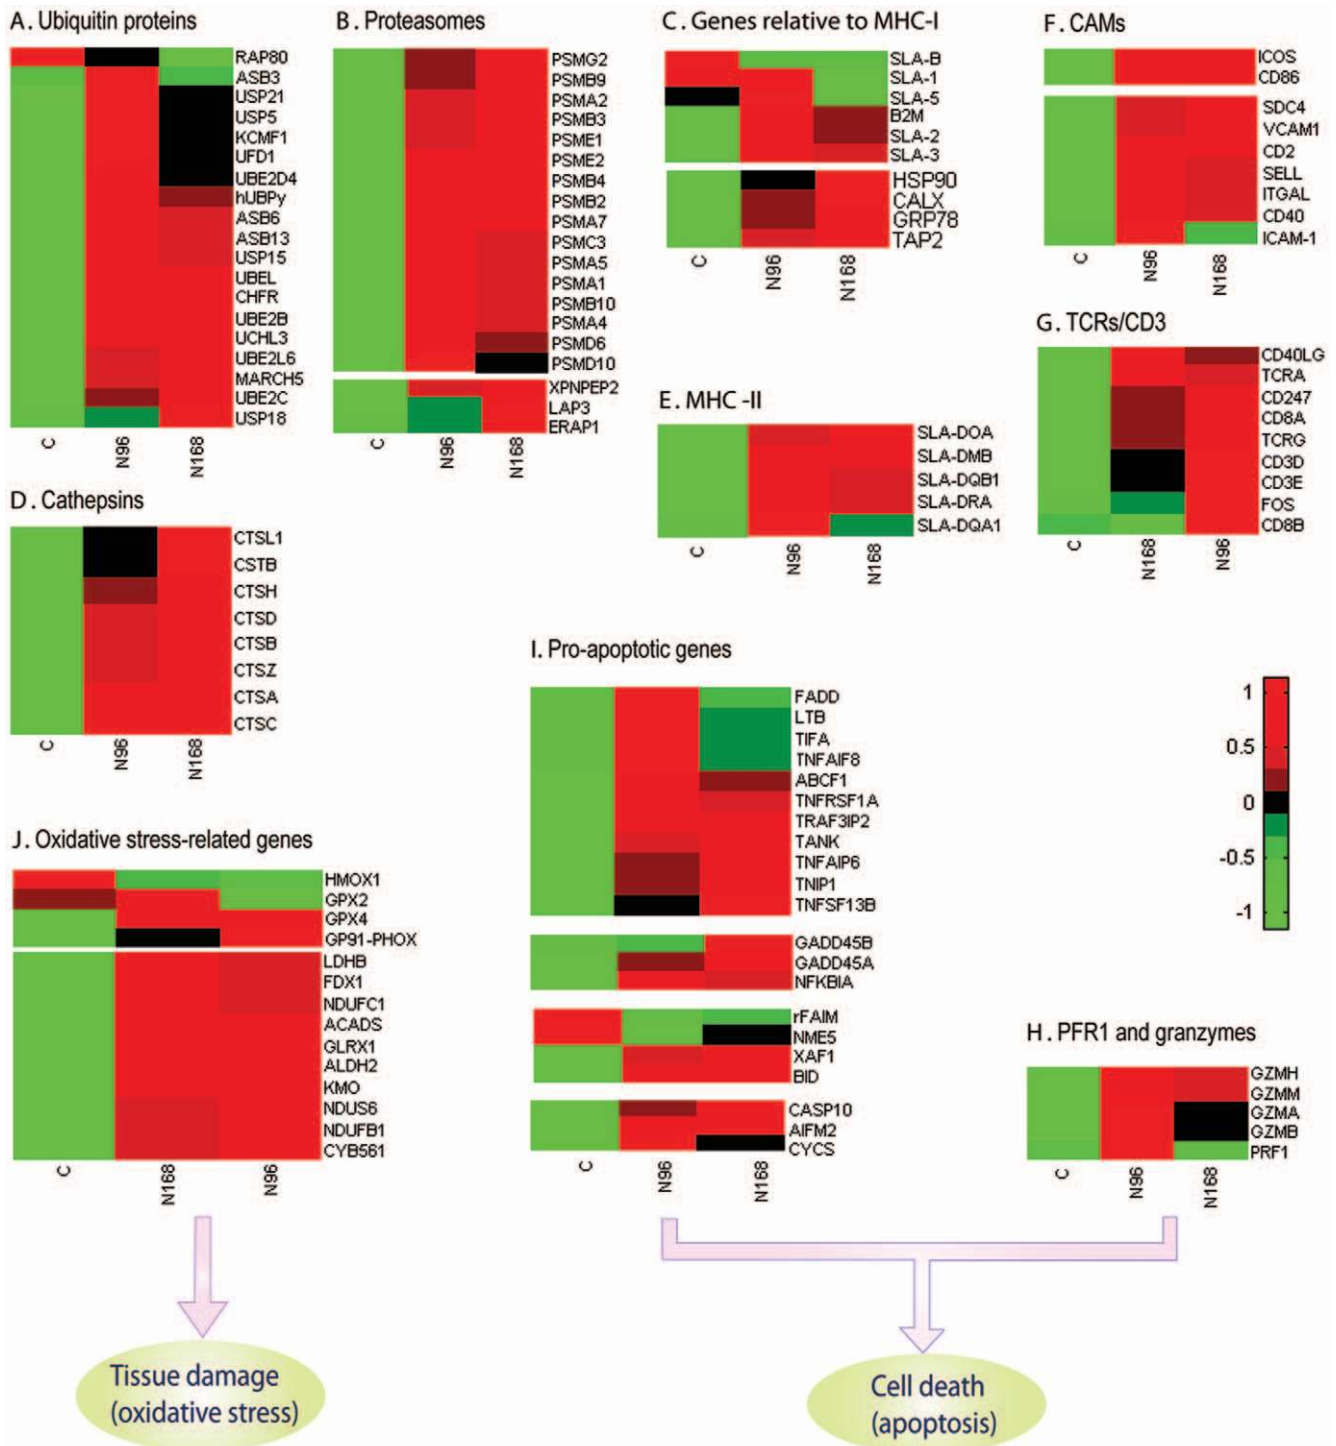 A. Ubiquitin proteins
RAP80
ASB3
USP21
USP5
KCMF1
UFD1
UBE2D4
hUBPy
ASB6
ASB13
USP15
UBEL
CHFR
UBE2B
UCHL3
UBE2L6
MARCH5
UBE2C
USP18
C
N96
N168
B. Proteasomes
PSMG2
PSMB9
PSMA2
PSMB3
PSME1
PSME2
PSMB4
PSMB2
PSMA7
PSMC3
PSMA5
PSMA1
PSMB10
PSMA4
PSMD6
PSMD10
XPNPEP2
LAP3
ERAP1
C
N96
N168
C. Genes relative to MHC-I
SLA-B
SLA-1
SLA-5
B2M
SLA-2
SLA-3
HSP90
CALX
GRP78
TAP2
C
N96
N168
F. CAMs
ICOS
CD86
SDC4
VCAM1
CD2
SELL
ITGAL
CD40
ICAM-1
C
N96
N168
D. Cathepsins
CTSL1
CSTB
CTSH
CTSD
CTSB
CTSZ
CTSA
CTSC
C
N96
N168
E. MHC -II
SLA-DOA
SLA-DMB
SLA-DQB1
SLA-DRA
SLA-DQA1
C
N96
N168
G. TCRs/CD3
CD40LG
TCRA
CD247
CD8A
TCRG
CD3D
CD3E
FOS
CD8B
C
N168
N96
J. Oxidative stress-related genes
HMOX1
GPX2
GPX4
GP91-PHOX
LDHB
FDX1
NDUFC1
ACADS
GLRX1
ALDH2
KMO
NDUS6
NDUFB1
CYB561
C
N168
N96
I. Pro-apoptotic genes
FADD
LTB
TIFA
TNFAIF8
ABCF1
TNFRSF1A
TRAF3IP2
TANK
TNFAIP6
TNIP1
TNFSF13B
GADD45B
GADD45A
NFKBIA
rFAIM
NME5
XAF1
BID
CASP10
AIFM2
CYCS
C
N96
N168
1
0.5
0
-0.5
-1
H. PFR1 and granzymes
GZMH
GZMM
GZMA
GZMB
PRF1
C
N96
N168
Tissue damage
(oxidative stress)
Cell death
(apoptosis)